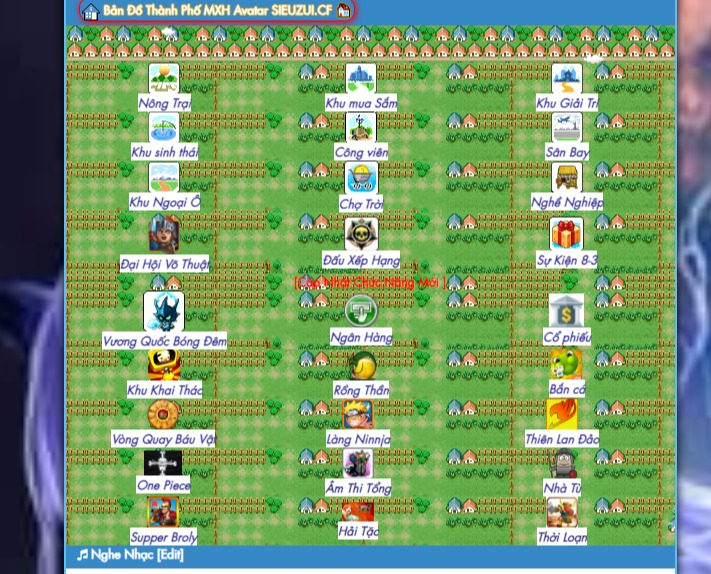 Bản Đồ Thành Phố MXH Avatar SIEUZUI.CF
Nông Trại
Khu mua Sắm
Khu Giải Trí
Khu sinh thái
Công viên
Sân Bay
Khu Ngoại Ô
Chợ Trời
Nghề Nghiệp
Đại Hội Võ Thuật
Đấu Xếp Hạng
Sự Kiện 8-3
[Cập Nhật Chức Năng Mới ]
Vương Quốc Bóng Đêm
Ngân Hàng
Cổ phiếu
Khu Khai Thác
Rồng Thần
Bắn cá
Vòng Quay Báu Vật
Làng Ninnja
Thiên Lan Đảo
One Piece
Âm Thi Tông
Nhà Tù
Supper Broly
Hải Tặc
Thời Loạn
♫ Nghe Nhạc [Edit]